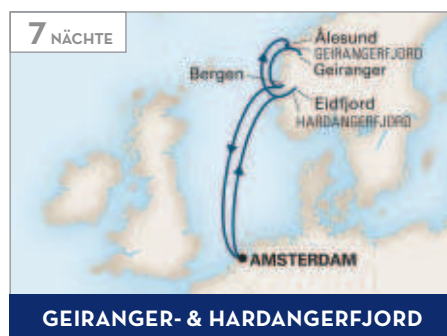 7 NÄCHTE
Ålesund
GEIRANGERFJORD
Geiranger
Bergen
Eidfjord
HARDANGERFJORD
AMSTERDAM
GEIRANGER- & HARDANGERFJORD